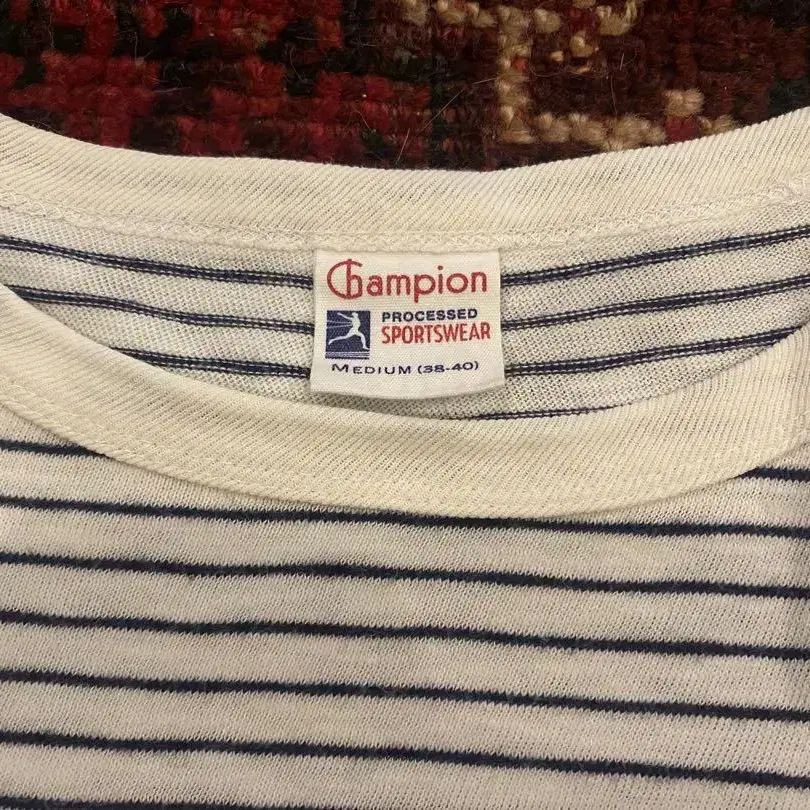 Champion
PROCESSED
SPORTSWEAR
MEDIUM (38-40)